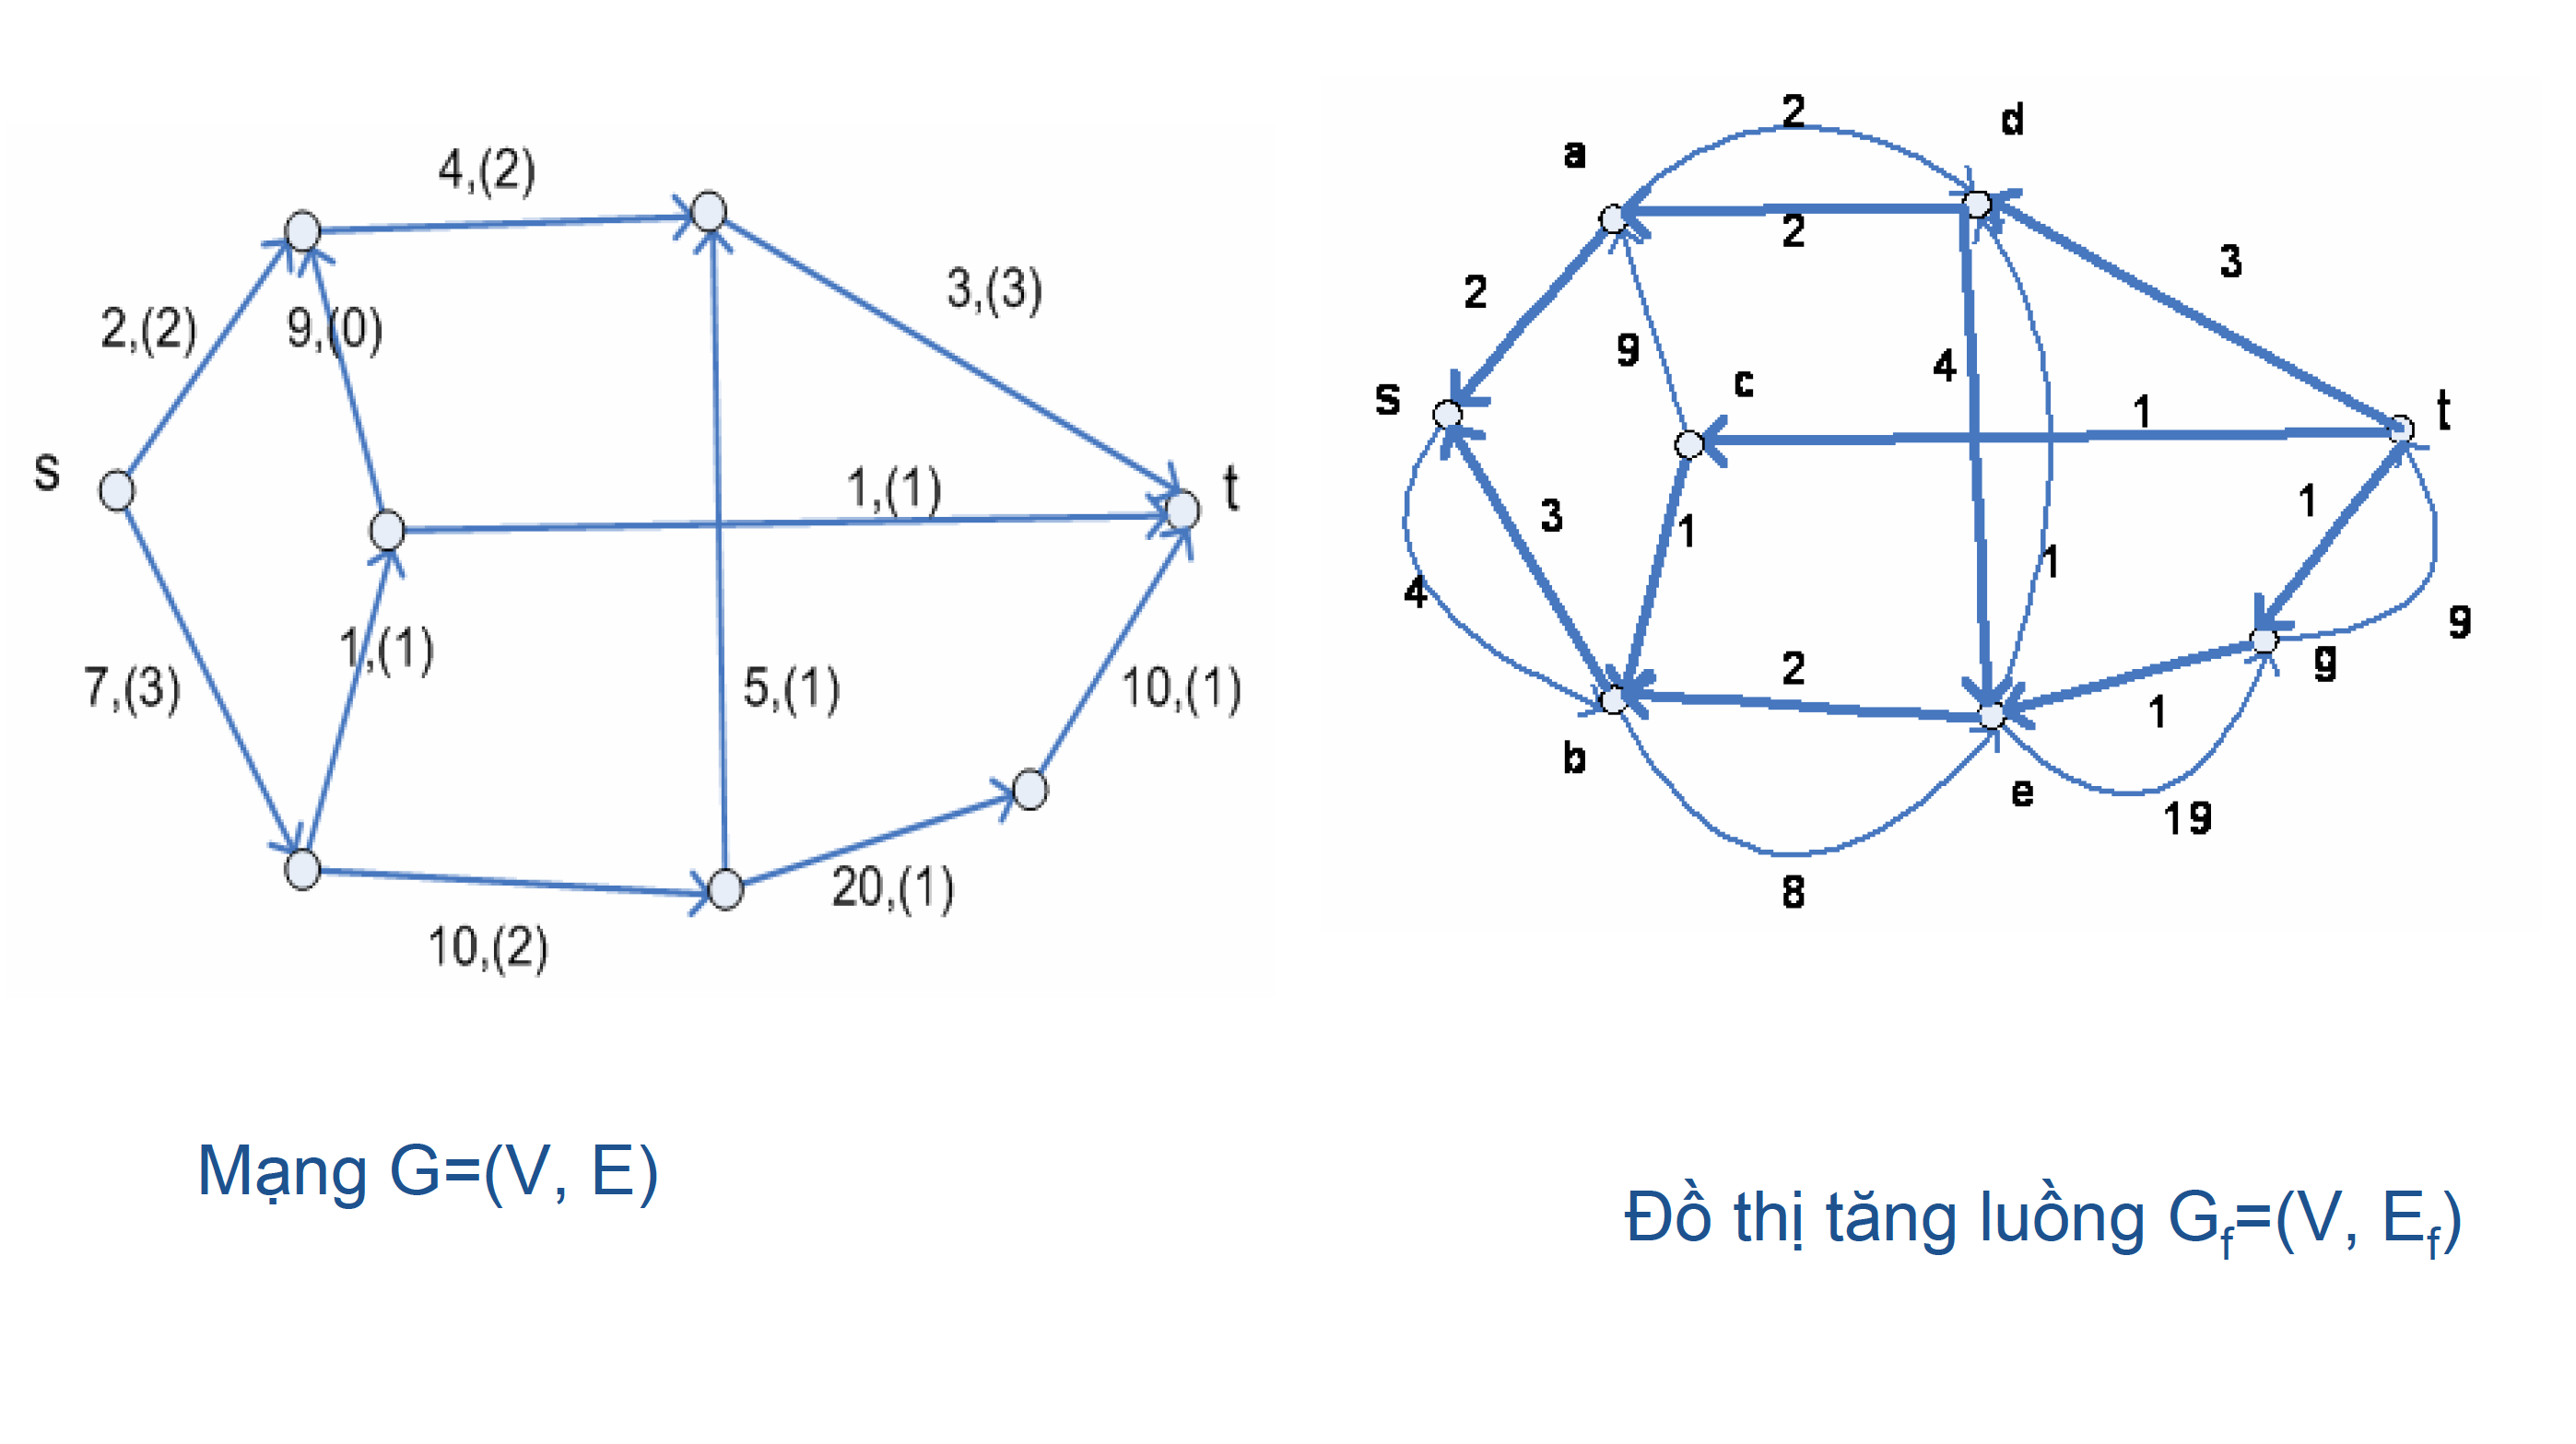 4,(2)
3,(3)
2,(2)
9,(0)
s
1,(1)
t
7,(3)
1,(1)
5,(1)
10,(1)
20,(1)
10,(2)
Mạng G=(V, E)
2
d
a
2
3
2
9
4
c
s
1
t
3
1
1
1
4
2
9
g
1
b
e
19
8
Đồ thị tăng luồng Gf=(V, Ef)